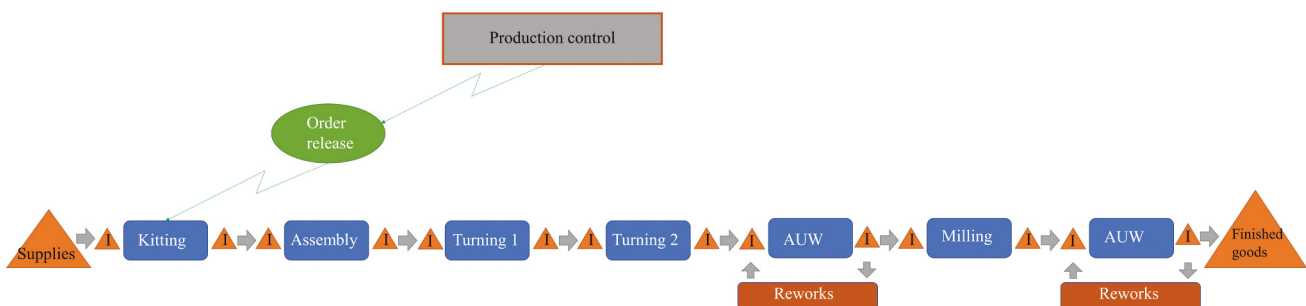 Production control
Order
release
Supplies
I
Kitting
I
I
Assembly
I
I
Turning 1
I
I
Turning 2
I
I
AUW
I
I
Milling
I
I
AUW
I
Finished
goods
Reworks
Reworks